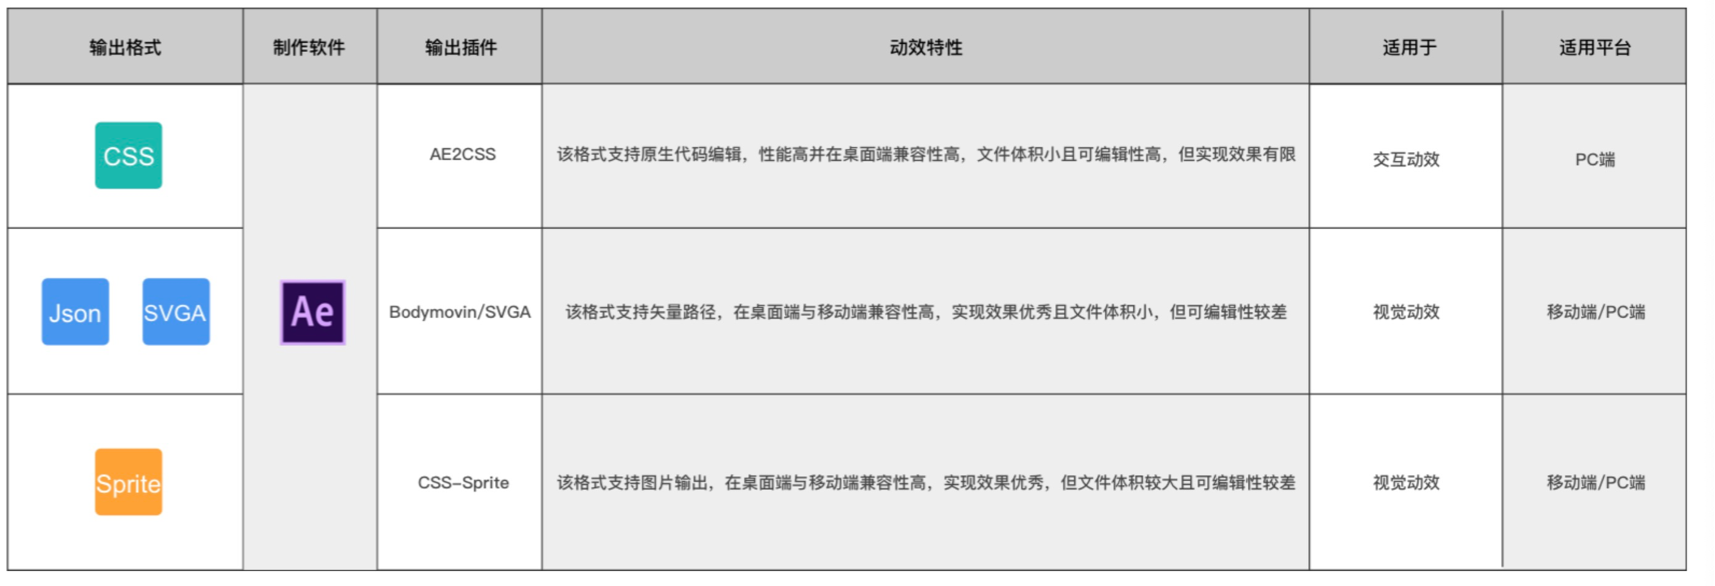 输出格式 制作软件 输出插件 动效特性 适用于 适用平台
CSS AE2CSS 该格式支持原生代码编辑，性能高并在桌面端兼容性高，文件体积小且可编辑性高，但实现效果有限 交互动效 PC端
Json SVGA Ae Bodymovin/SVGA 该格式支持矢量路径，在桌面端与移动端兼容性高，实现效果优秀且文件体积小，但可编辑性较差 视觉动效 移动端/PC端
Sprite CSS-Sprite 该格式支持图片输出，在桌面端与移动端兼容性高，实现效果优秀，但文件体积较大且可编辑性较差 视觉动效 移动端/PC端